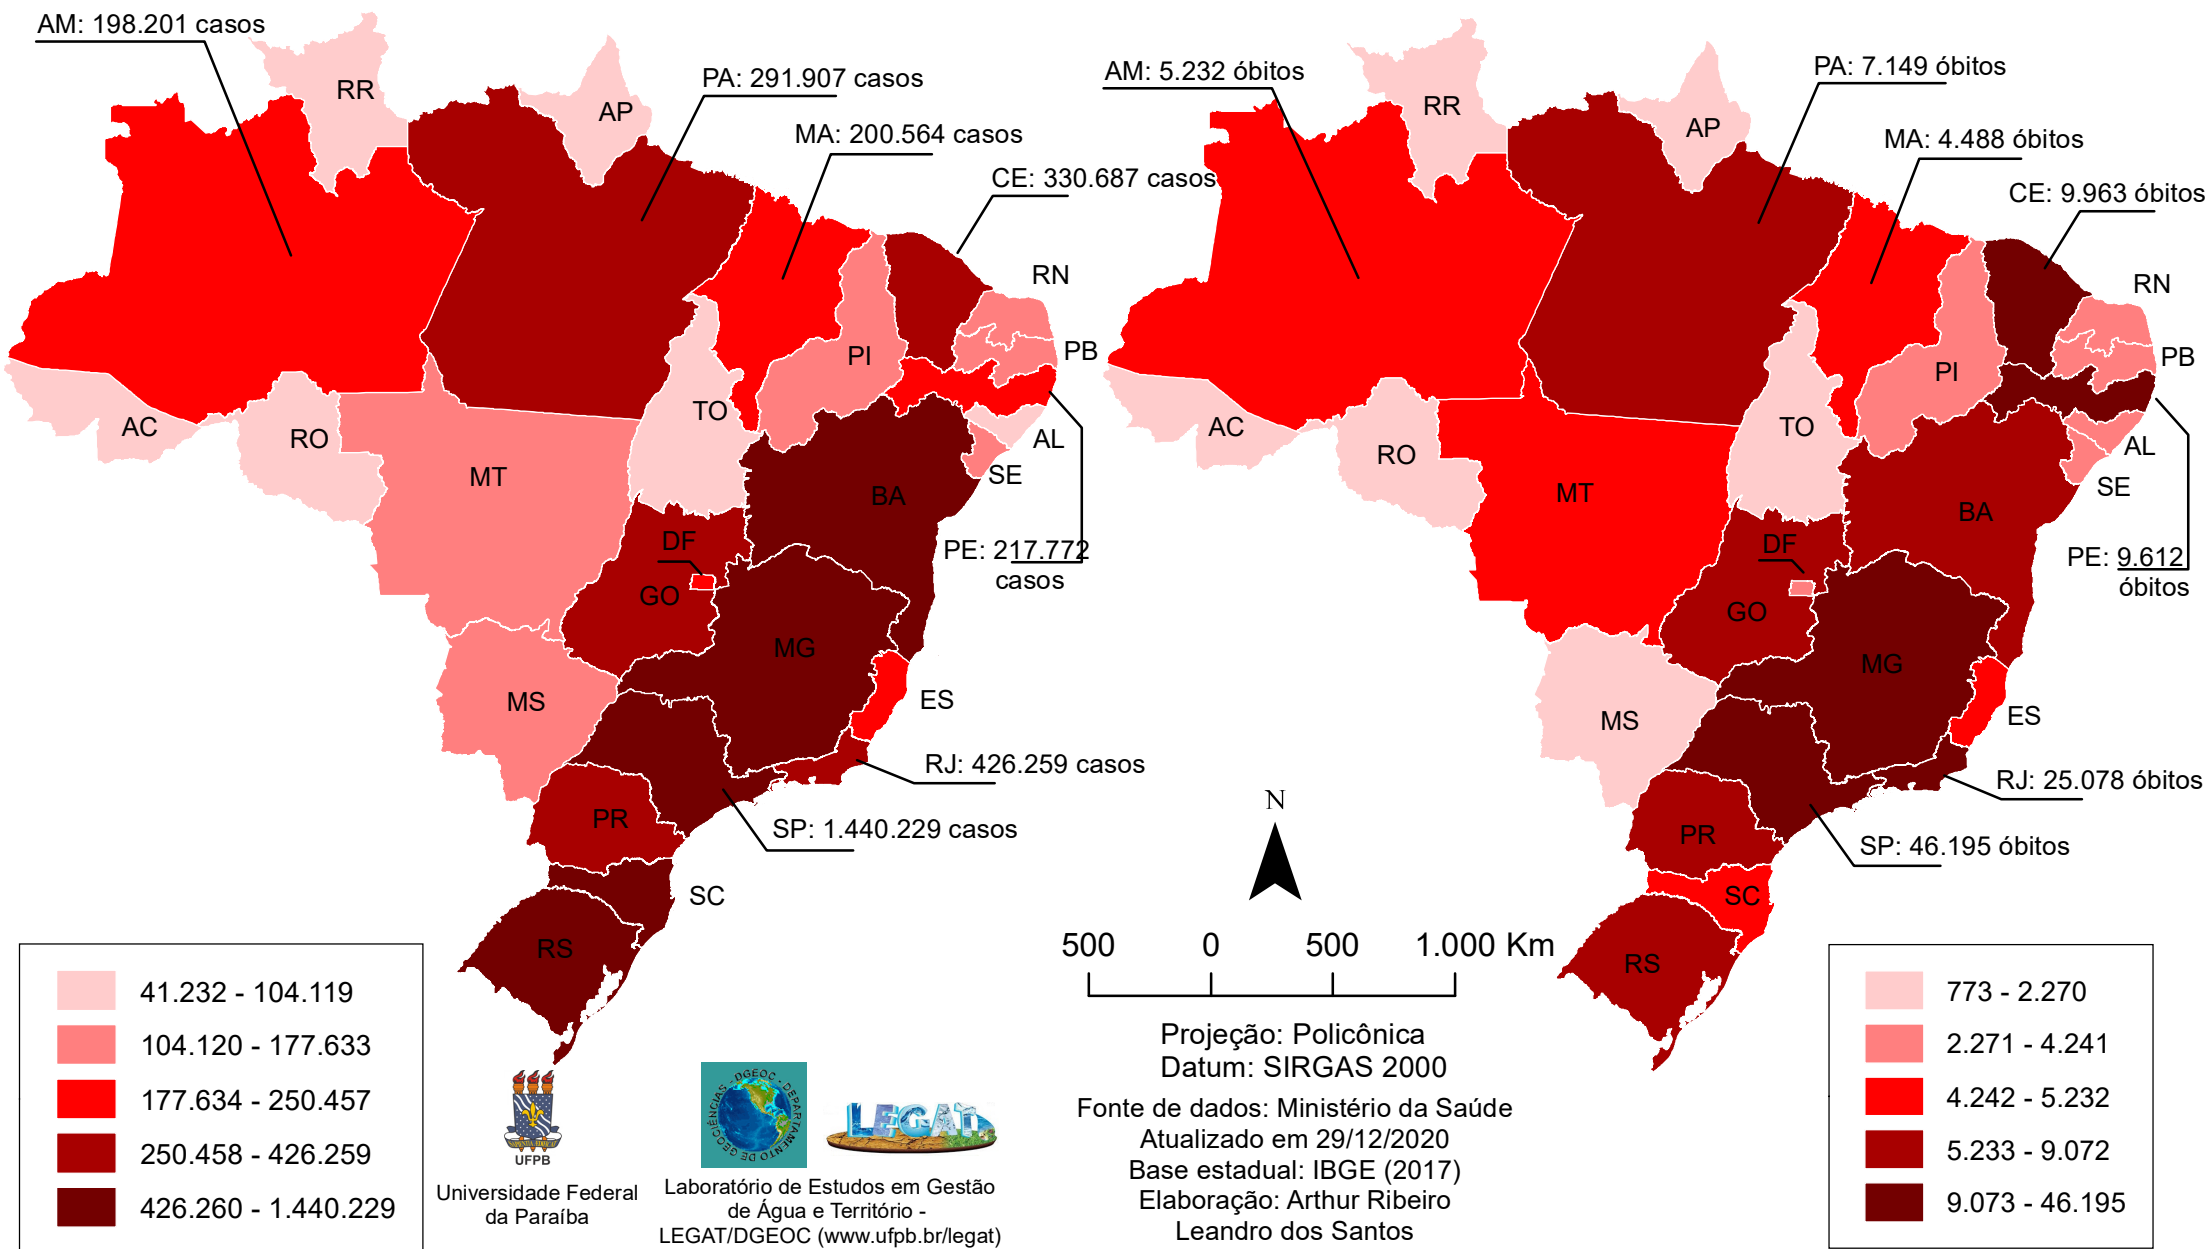 AM: 198.201 casos
RR
AP
PA: 291.907 casos
MA: 200.564 casos
CE: 330.687 casos
RN
PB
PI
TO
AC
RO
MT
AL
SE
BA
PE: 217.772
casos
DF
GO
MG
MS
ES
RJ: 426.259 casos
SP: 1.440.229 casos
PR
SC
RS
41.232 - 104.119
104.120 - 177.633
177.634 - 250.457
250.458 - 426.259
426.260 - 1.440.229
AM: 5.232 óbitos
RR
AP
PA: 7.149 óbitos
MA: 4.488 óbitos
CE: 9.963 óbitos
RN
PB
PI
TO
AC
RO
MT
AL
SE
BA
PE: 9.612
óbitos
DF
GO
MG
MS
ES
RJ: 25.078 óbitos
SP: 46.195 óbitos
PR
SC
RS
773 - 2.270
2.271 - 4.241
4.242 - 5.232
5.233 - 9.072
9.073 - 46.195
N
500 0 500 1.000 Km
Projeção: Policônica
Datum: SIRGAS 2000
Fonte de dados: Ministério da Saúde
Atualizado em 29/12/2020
Base estadual: IBGE (2017)
Elaboração: Arthur Ribeiro
Leandro dos Santos
UFPB
Universidade Federal
da Paraíba
DGEOC - DEPARTAMENTO DE GEOCIÊNCIAS -
LEGAT
Laboratório de Estudos em Gestão
de Água e Território -
LEGAT/DGEOC (www.ufpb.br/legat)